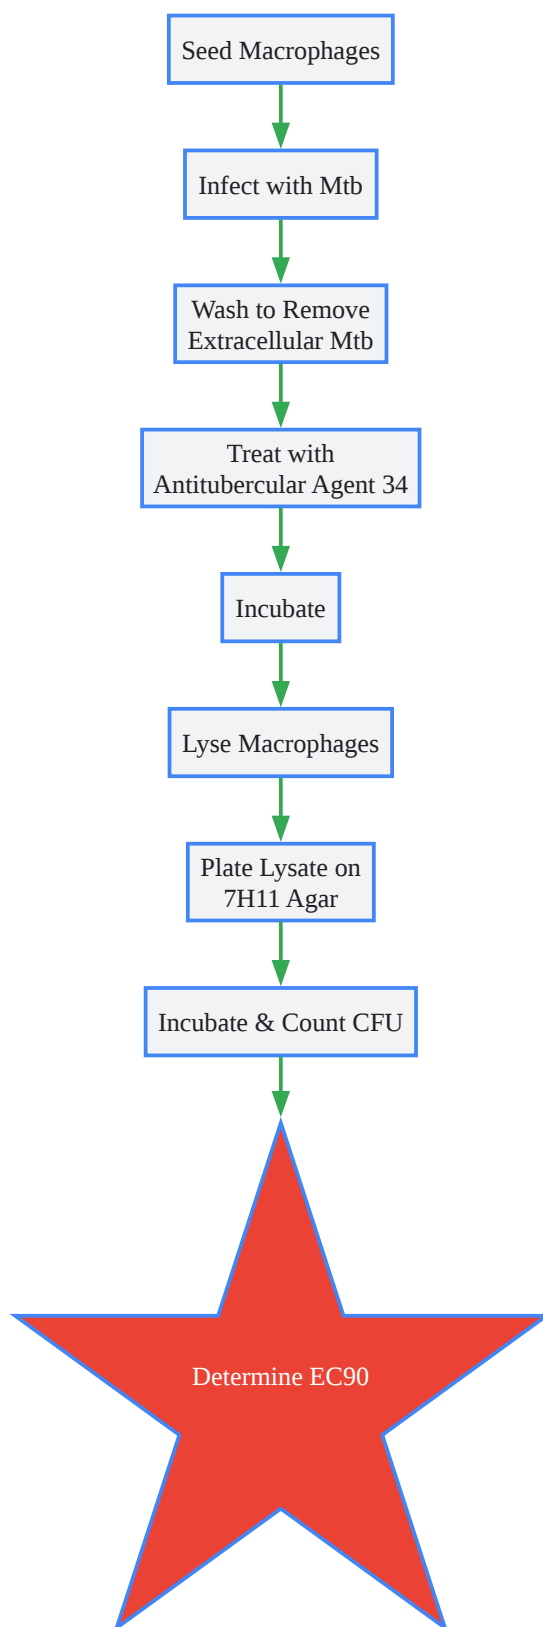 Seed Macrophages
Infect with Mtb
Wash to Remove
Extracellular Mtb
Treat with
Antitubercular Agent 34
Incubate
Lyse Macrophages
Plate Lysate on
7H11 Agar
Incubate & Count CFU
Determine EC90